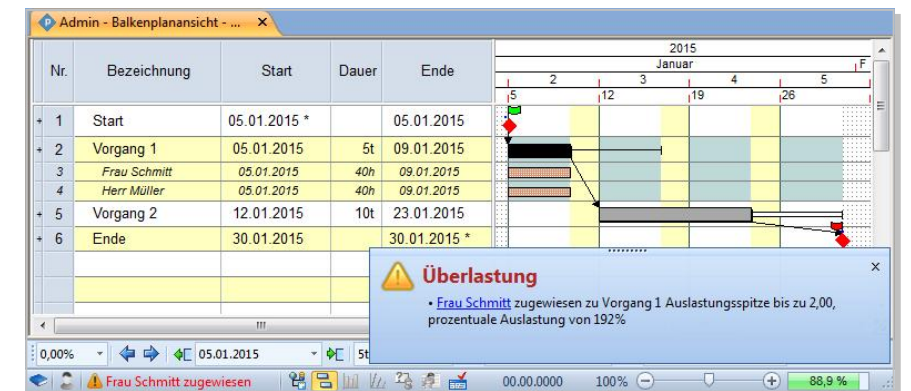 Admin - Balkenplanansicht - ...
2015
Januar F
Nr. Bezeichnung Start Dauer Ende
2 3 4 5
5 12 19 26
1 Start 05.01.2015 * 05.01.2015
2 Vorgang 1 05.01.2015 5t 09.01.2015
3 Frau Schmitt 05.01.2015 40h 09.01.2015
4 Herr Müller 05.01.2015 40h 09.01.2015
5 Vorgang 2 12.01.2015 10t 23.01.2015
6 Ende 30.01.2015 30.01.2015 *
Überlastung
• Frau Schmitt zugewiesen zu Vorgang 1 Auslastungsspitze bis zu 2,00,
prozentuale Auslastung von 192%
0,00% 05.01.2015 5t
Frau Schmitt zugewiesen 00.00.0000 100% 88,9 %